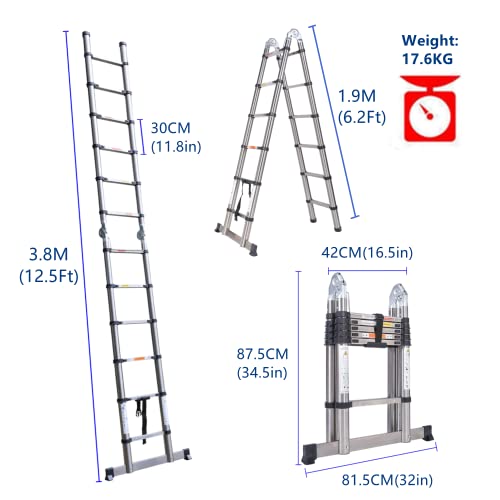 Weight:
17.6KG
1.9M
(6.2Ft)
30CM
(11.8in)
3.8M
(12.5Ft)
42CM(16.5in)
87.5CM
(34.5in)
81.5CM(32in)